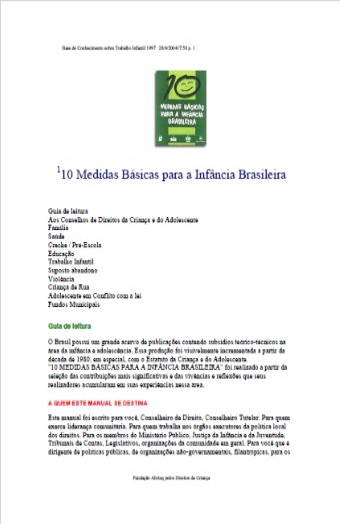 Base de Conhecimento sobre Trabalho Infantil 1997 28/9/2004 17:50 p. 1
10
MEDIDAS BÁSICAS
PARA A INFÂNCIA
BRASILEIRA
¹10 Medidas Básicas para a Infância Brasileira
Guia de leitura
Aos Conselhos de Direitos da Criança e do Adolescente
Família
Saúde
Creche / Pré-Escola
Educação
Trabalho Infantil
Suposto abandono
Violência
Criança de Rua
Adolescente em Conflito com a lei
Fundos Municipais
Guia de leitura
O Brasil possui um grande acervo de publicações contendo subsídios teórico-técnicos na
área da infância e adolescência. Essa produção foi visivelmente incrementada a partir da
década de 1980, em especial, com o Estatuto da Criança e do Adolescente.
"10 MEDIDAS BÁSICAS PARA A INFÂNCIA BRASILEIRA" foi realizado a partir da
seleção das contribuições mais significativas e das vivências e reflexões que seus
realizadores acumularam em suas experiências nessa área.
A QUEM ESTE MANUAL SE DESTINA
Este manual foi escrito para você, Conselheiro de Direito, Conselheiro Tutelar. Para quem
exerce liderança comunitária. Para quem trabalha nos órgãos executores da política local
dos direitos. Para os membros do Ministério Público, Justiça da Infância e da Juventude,
Tribunais de Contas, Legislativos, organizações da comunidade em geral. Para você que é
dirigente de políticas públicas, de organizações não-governamentais, filantrópicas, para os
Fundação Abrinq pelos Direitos da Criança